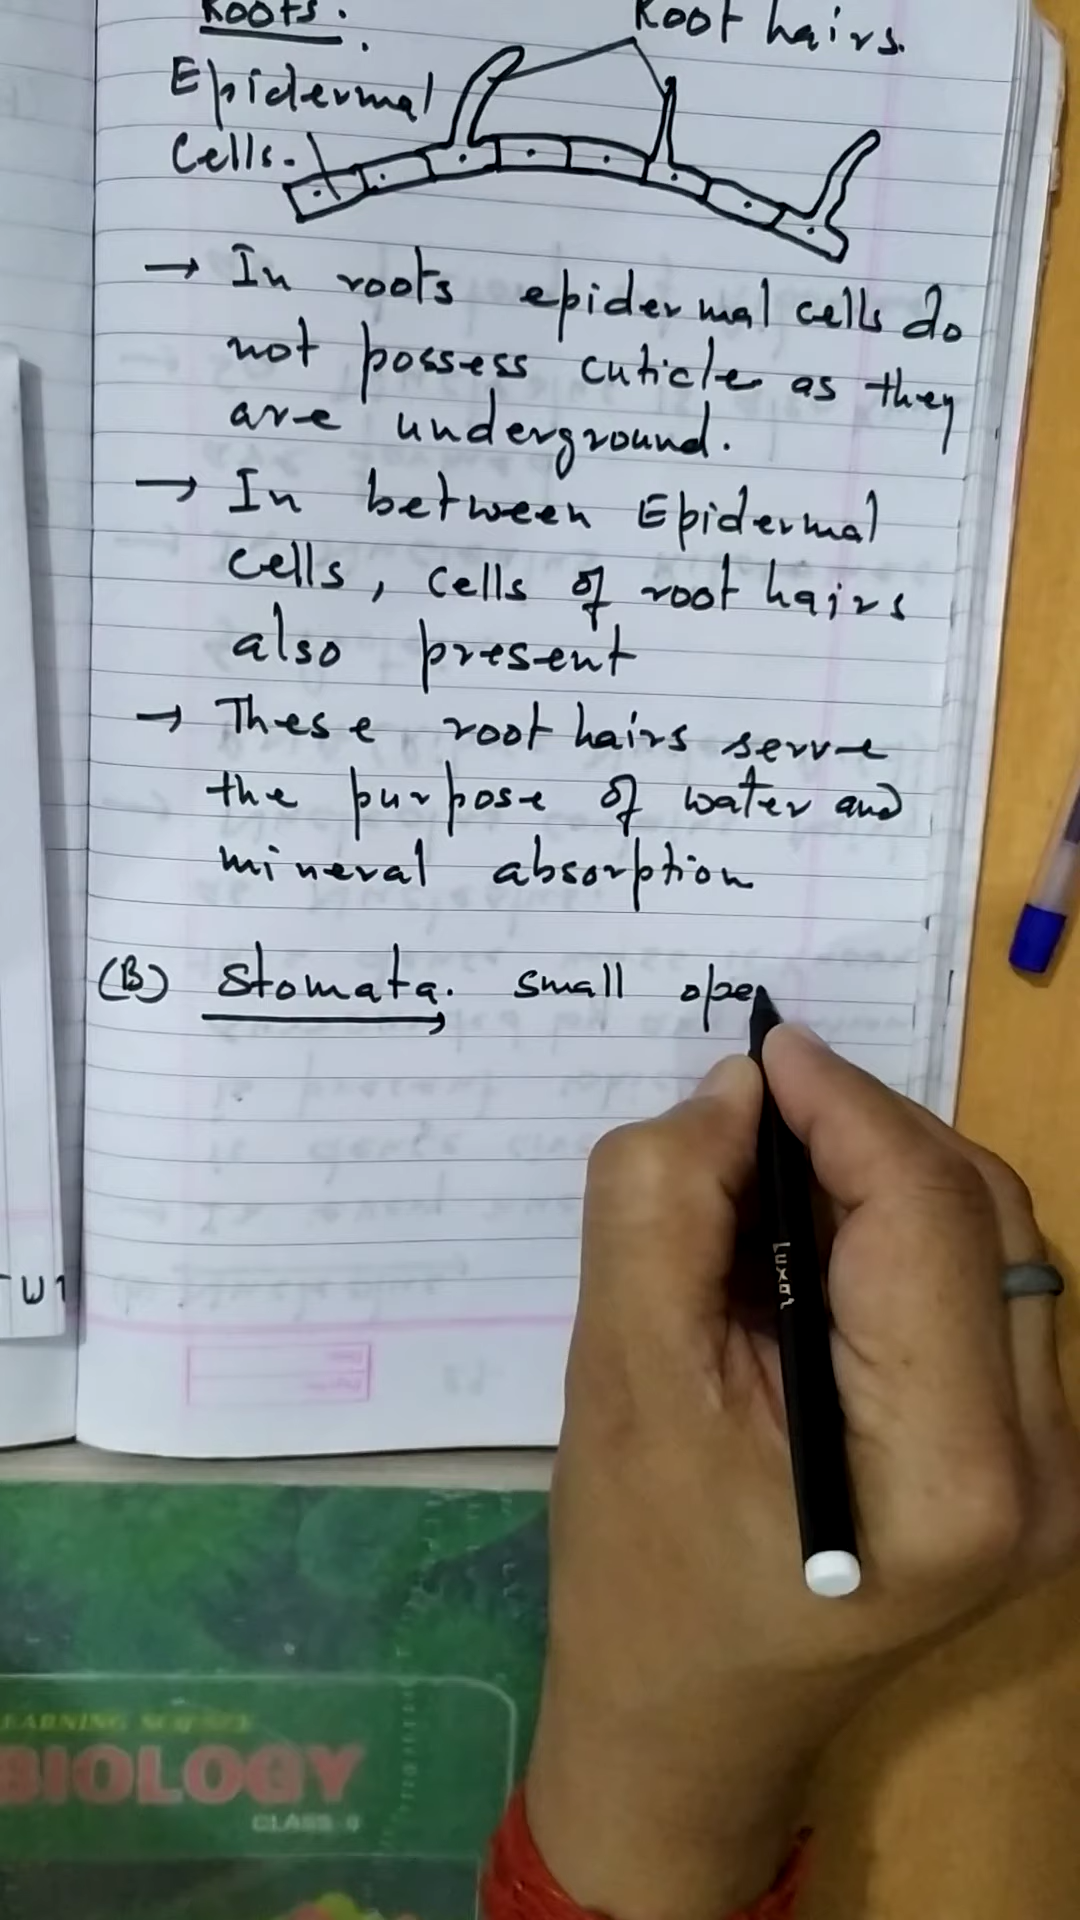 Roots.
Root hairs.
Epidermal
Cells.
→ In roots epidermal cells do
not possess cuticle as they
are underground.
→ In between Epidermal
cells, cells of root hairs
also present
→ These root hairs serve
the purpose of water and
mineral absorption
(B) Stomata. small ope
Luxor
LEARNING SCIENCE
BIOLOGY
CLASS-9